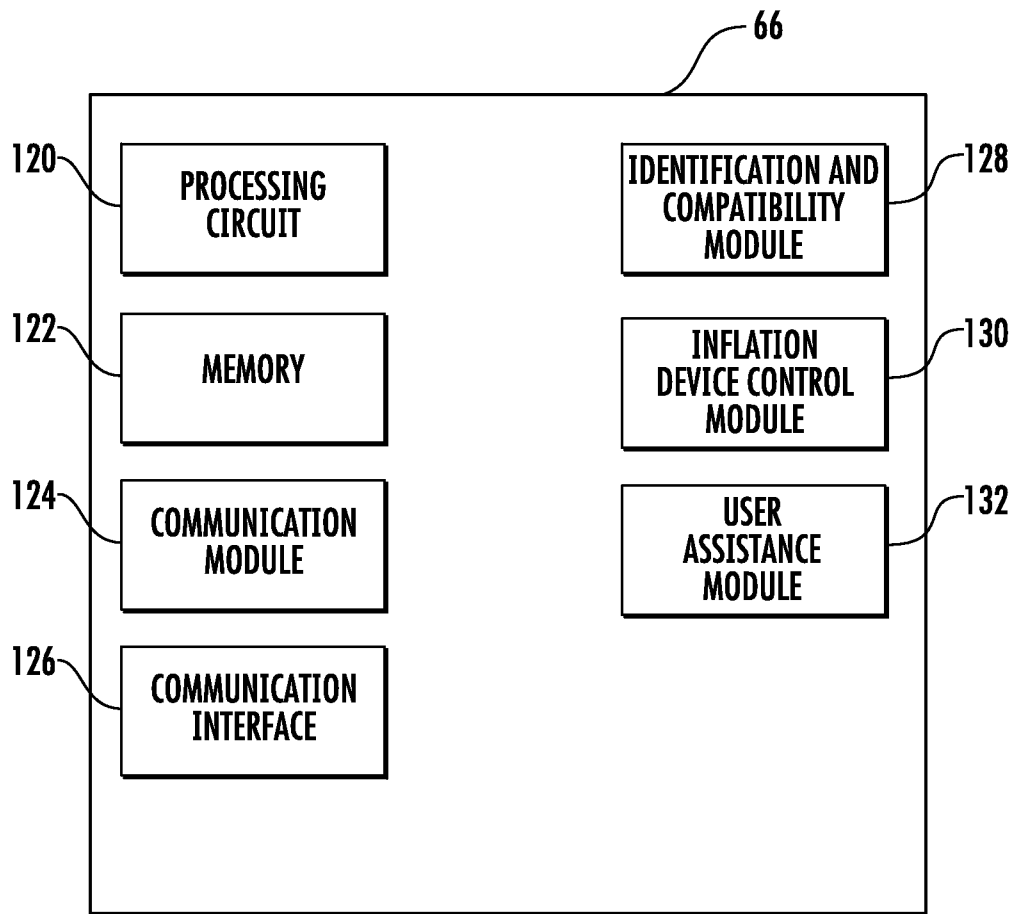 66
120
PROCESSING
CIRCUIT
122
MEMORY
124
COMMUNICATION
MODULE
126
COMMUNICATION
INTERFACE
IDENTIFICATION AND
COMPATIBILITY
MODULE
128
INFLATION
DEVICE CONTROL
MODULE
130
USER
ASSISTANCE
MODULE
132